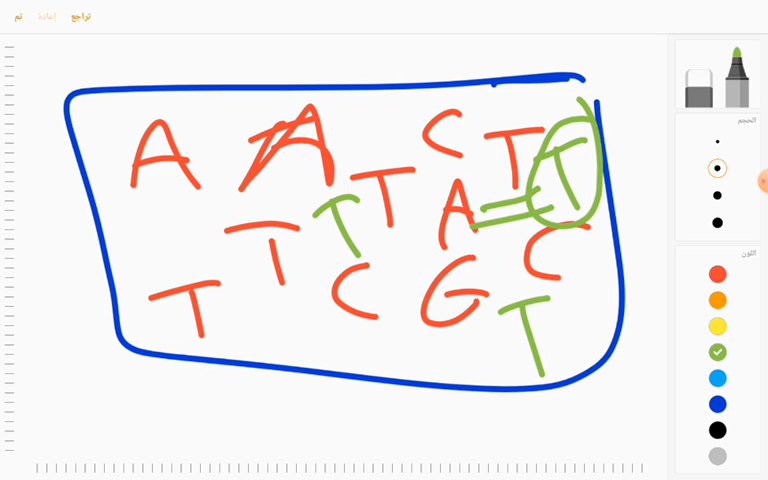 تم إعادة تراجع
A A C T T
T T T A C
T C G T
الحجم
اللون